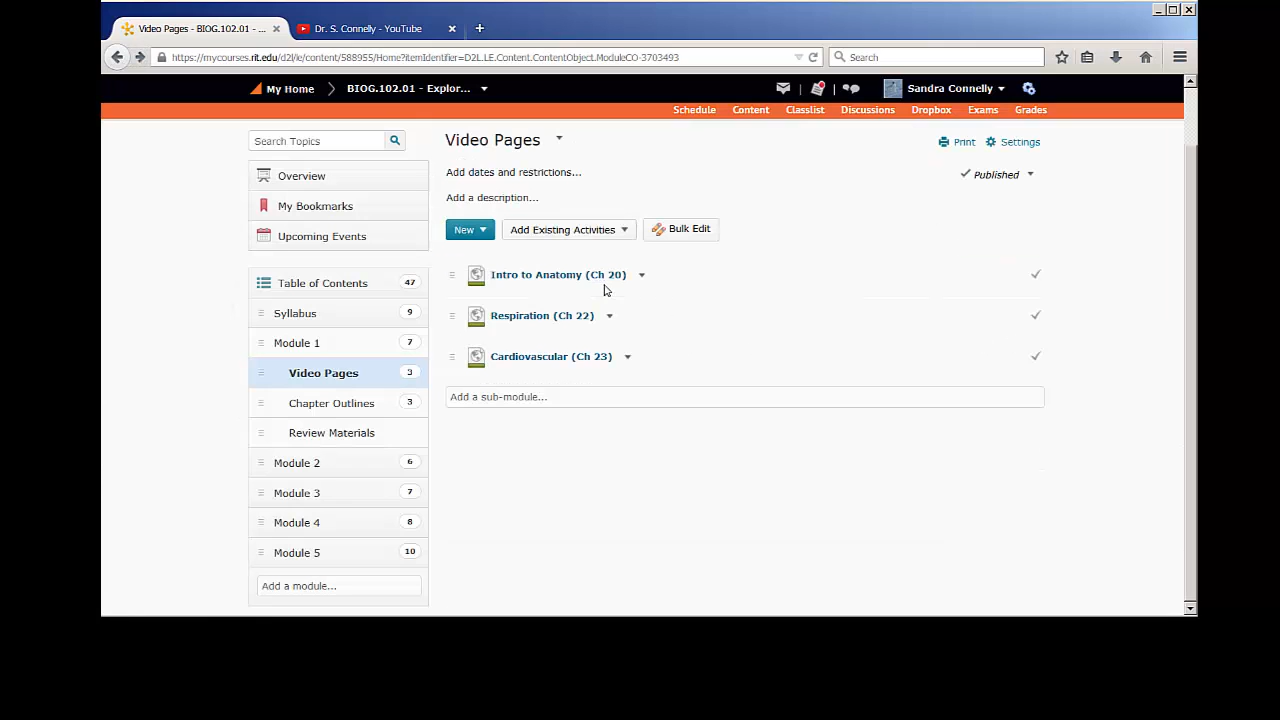 Video Pages - BIOG.102.01 - ...
Dr. S. Connelly - YouTube
https://mycourses.rit.edu/d2l/le/content/588955/Home?itemIdentifier=D2L.LE.Content.ContentObject.ModuleCO-3703493
Search
My Home
BIOG.102.01 - Explor...
Sandra Connelly
Schedule Content Classlist Discussions Dropbox Exams Grades
Search Topics
Video Pages
Print
Settings
Overview
Add dates and restrictions...
Published
My Bookmarks
Add a description...
Upcoming Events
New
Add Existing Activities
Bulk Edit
Table of Contents 47
Syllabus 9
Module 1 7
Video Pages 3
Chapter Outlines 3
Review Materials
Module 2 6
Module 3 7
Module 4 8
Module 5 10
Add a module...
Intro to Anatomy (Ch 20)
Respiration (Ch 22)
Cardiovascular (Ch 23)
Add a sub-module...